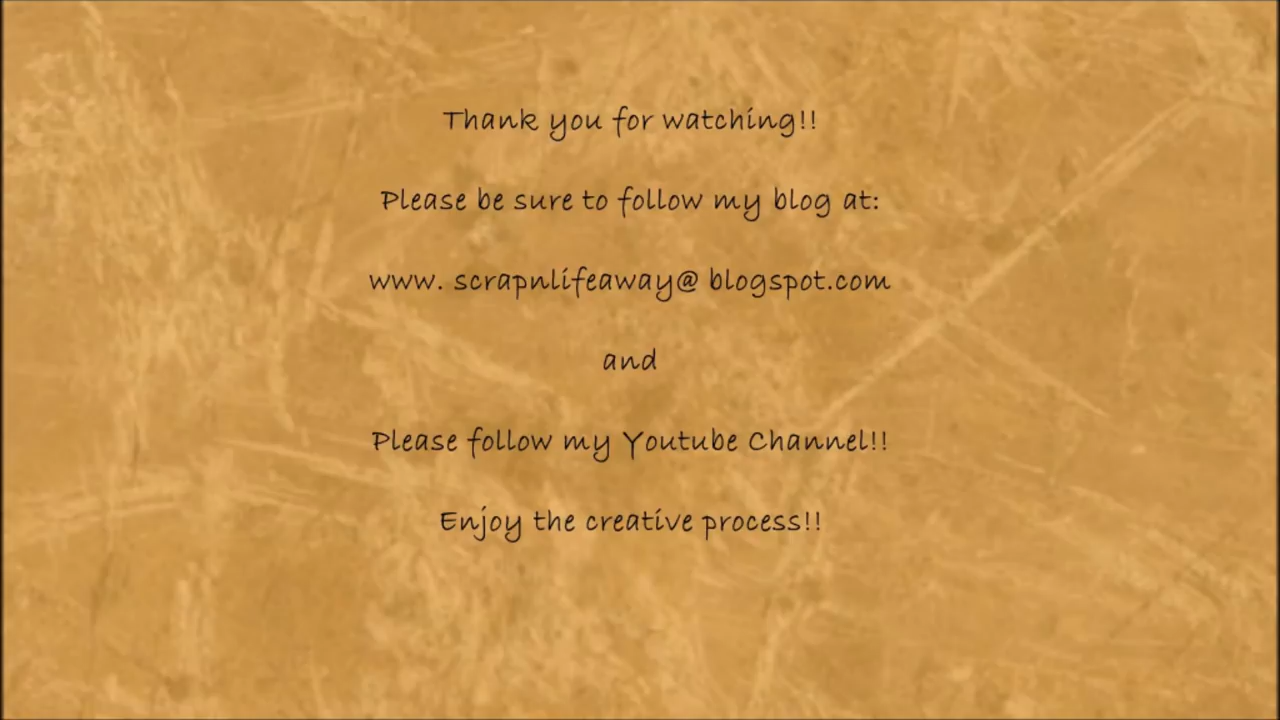 Thank you for watching!!
Please be sure to follow my blog at:
www. scrapnlifeaway@ blogspot.com
and
Please follow my Youtube Channel!!
Enjoy the creative process!!